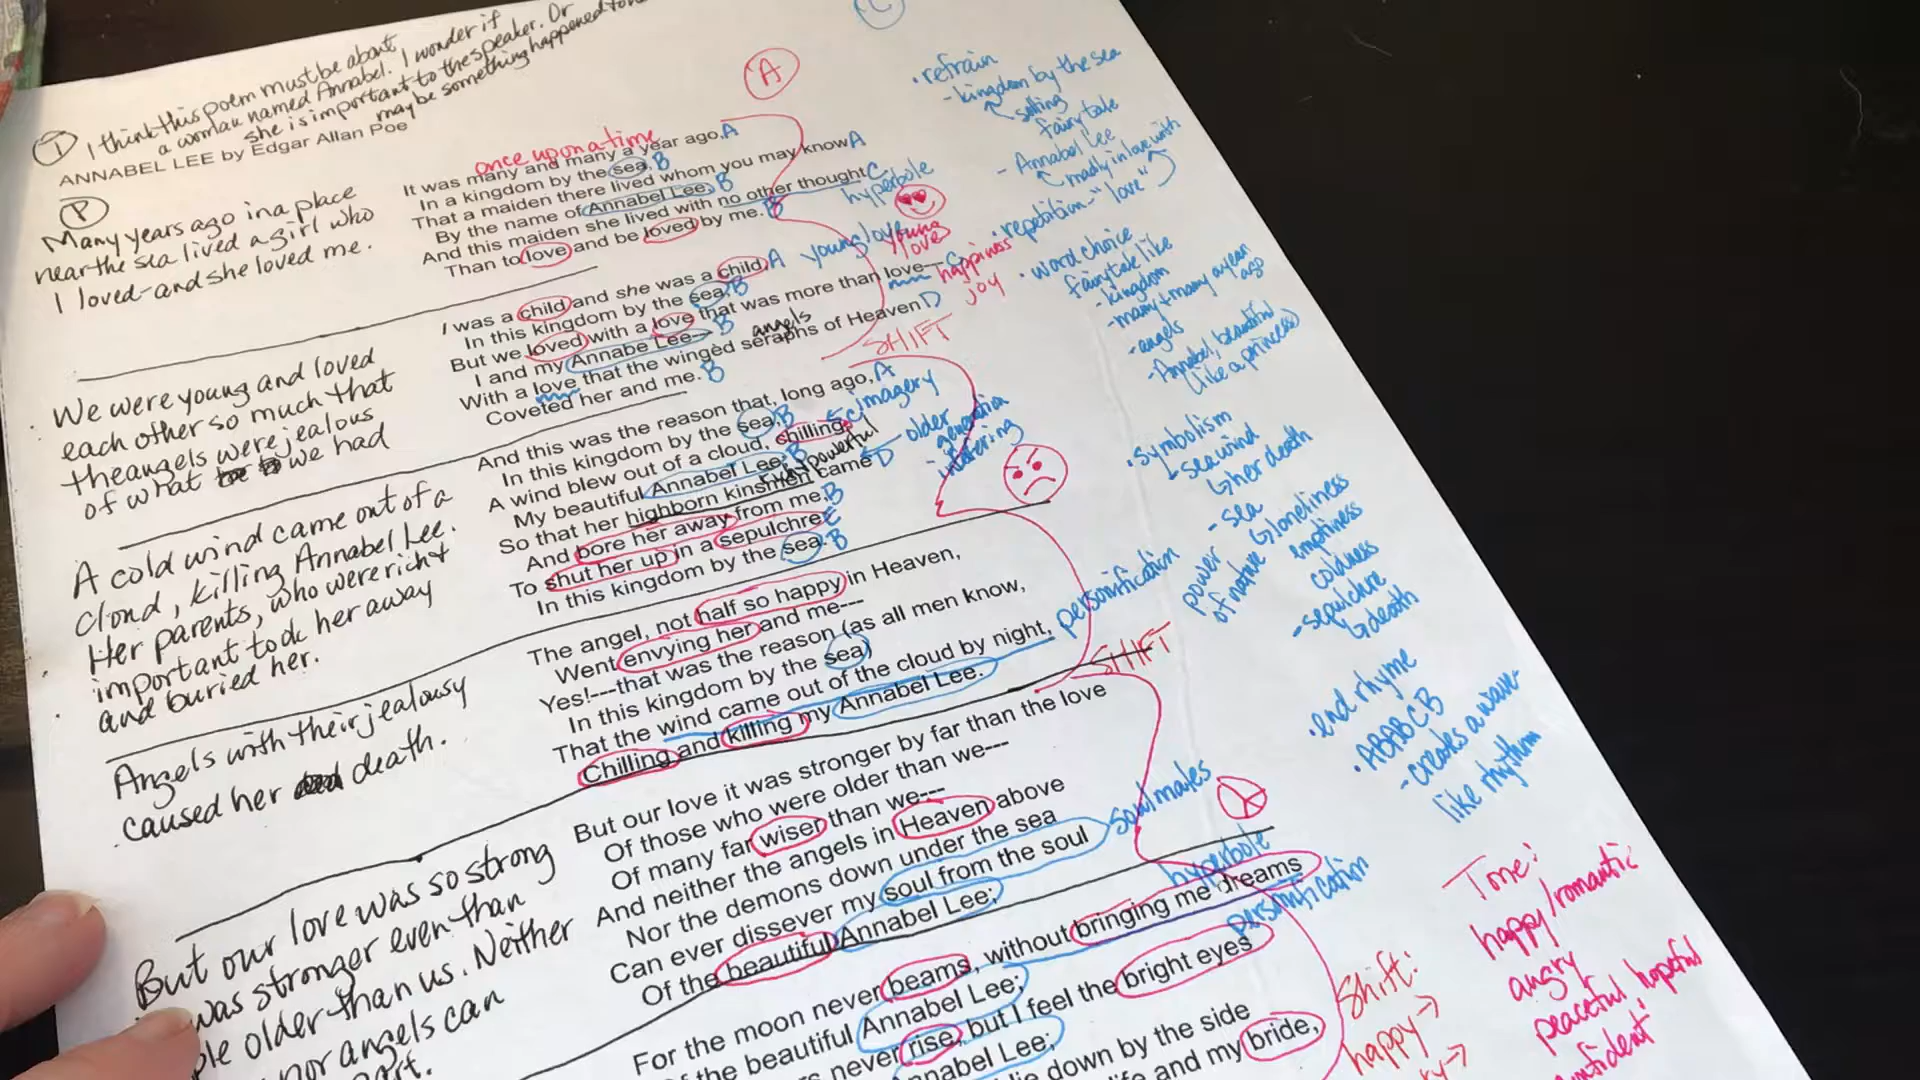 T
I think this poem must be about
a woman named Annabel. I wonder if
she is important to the speaker. Or
may be something happened to
ANNABEL LEE by Edgar Allan Poe
P
Many years ago in a place
near the sea lived a girl who
I loved - and she loved me.
We were young and loved
each other so much that
the angels were jealous
of what we had
A cold wind came out of a
cloud, killing Annabel Lee.
Her parents, who were rich +
important took her away
and buried her.
Angels with their jealousy
caused her death.
But our love was so strong
was stronger even than
ple older than us. Neither
nor angels can
art.
A
C
once upon a time
It was many and many a year ago, A
In a kingdom by the sea, B
That a maiden there lived whom you may know A
By the name of Annabel Lee; B
And this maiden she lived with no other thought C
Than to love and be loved by me. B
hyperbole
young love
young
love
happiness
joy
I was a child and she was a child, A
In this kingdom by the sea, B
But we loved with a love that was more than love--- C
I and my Annabe Lee--- B
angels
With a love that the winged seraphs of Heaven D
Coveted her and me. B
SHIFT
And this was the reason that, long ago, A
In this kingdom by the sea, B
A wind blew out of a cloud, chilling C
imagery
My beautiful Annabel Lee; B
rich/powerful
So that her highborn kinsmen came D
older
generation
interfering
And bore her away from me, B
To shut her up in a sepulchre E
In this kingdom by the sea. B
The angel, not half so happy in Heaven,
Went envying her and me---
Yes!---that was the reason (as all men know,
In this kingdom by the sea)
That the wind came out of the cloud by night,
Chilling and killing my Annabel Lee.
personification
SHIFT
But our love it was stronger by far than the love
Of those who were older than we---
Of many far wiser than we---
And neither the angels in Heaven above
Nor the demons down under the sea
Can ever dissever my soul from the soul
Of the beautiful Annabel Lee;
soulmates
hyperbole
personification
For the moon never beams, without bringing me dreams
Of the beautiful Annabel Lee;
never rise, but I feel the bright eyes
nnabel Lee;
lie down by the side
life and my bride,
• refrain
- kingdom by the sea
setting
fairytale
- Annabel Lee
madly in love with
• repetition - "love"
• word choice
fairytale like
- kingdom
- many + many a year
ago
- angels
- Annabel, beautiful
(like a princess)
• symbolism
sea wind
her death
- sea
power
of nature
loneliness
emptiness
coldness
- sepulchre
death
• end rhyme
• ABABCB
- creates a wave-
like rhythm
Tone:
happy/romantic
angry
peaceful, hopeful
Shift:
happy →